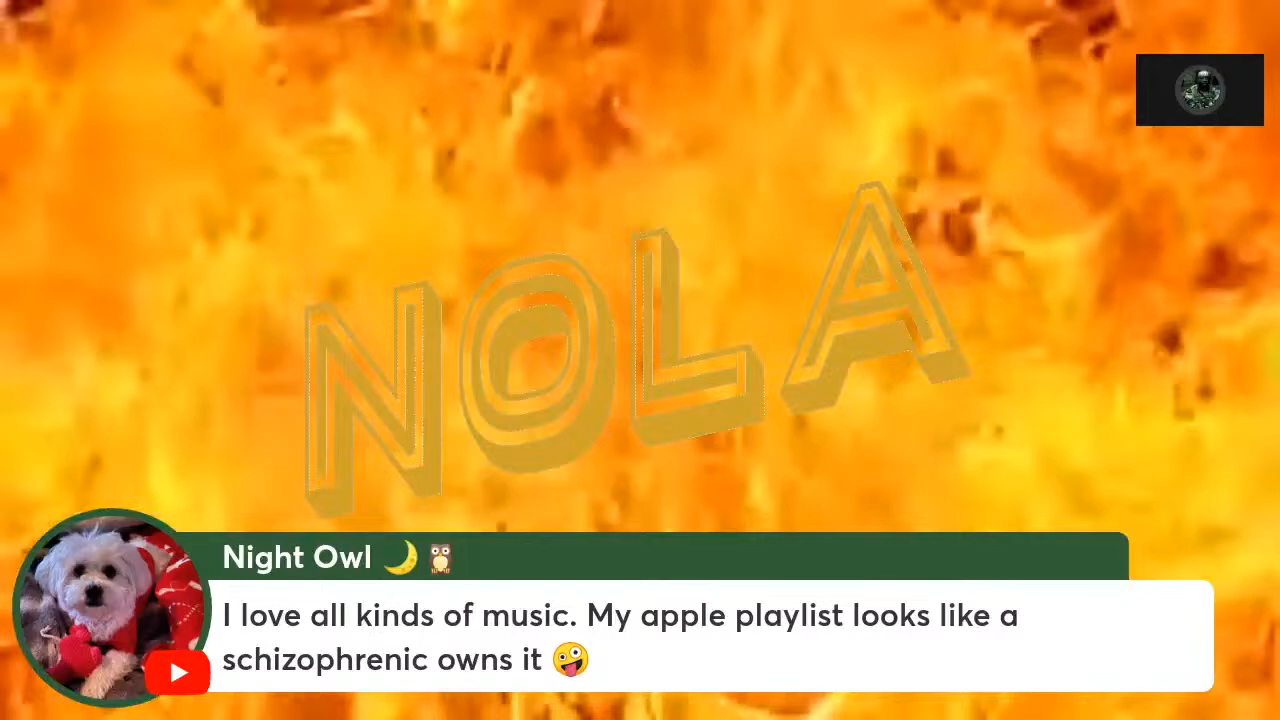 NOLA
Night Owl 🌙🦉
I love all kinds of music. My apple playlist looks like a
schizophrenic owns it 🤪